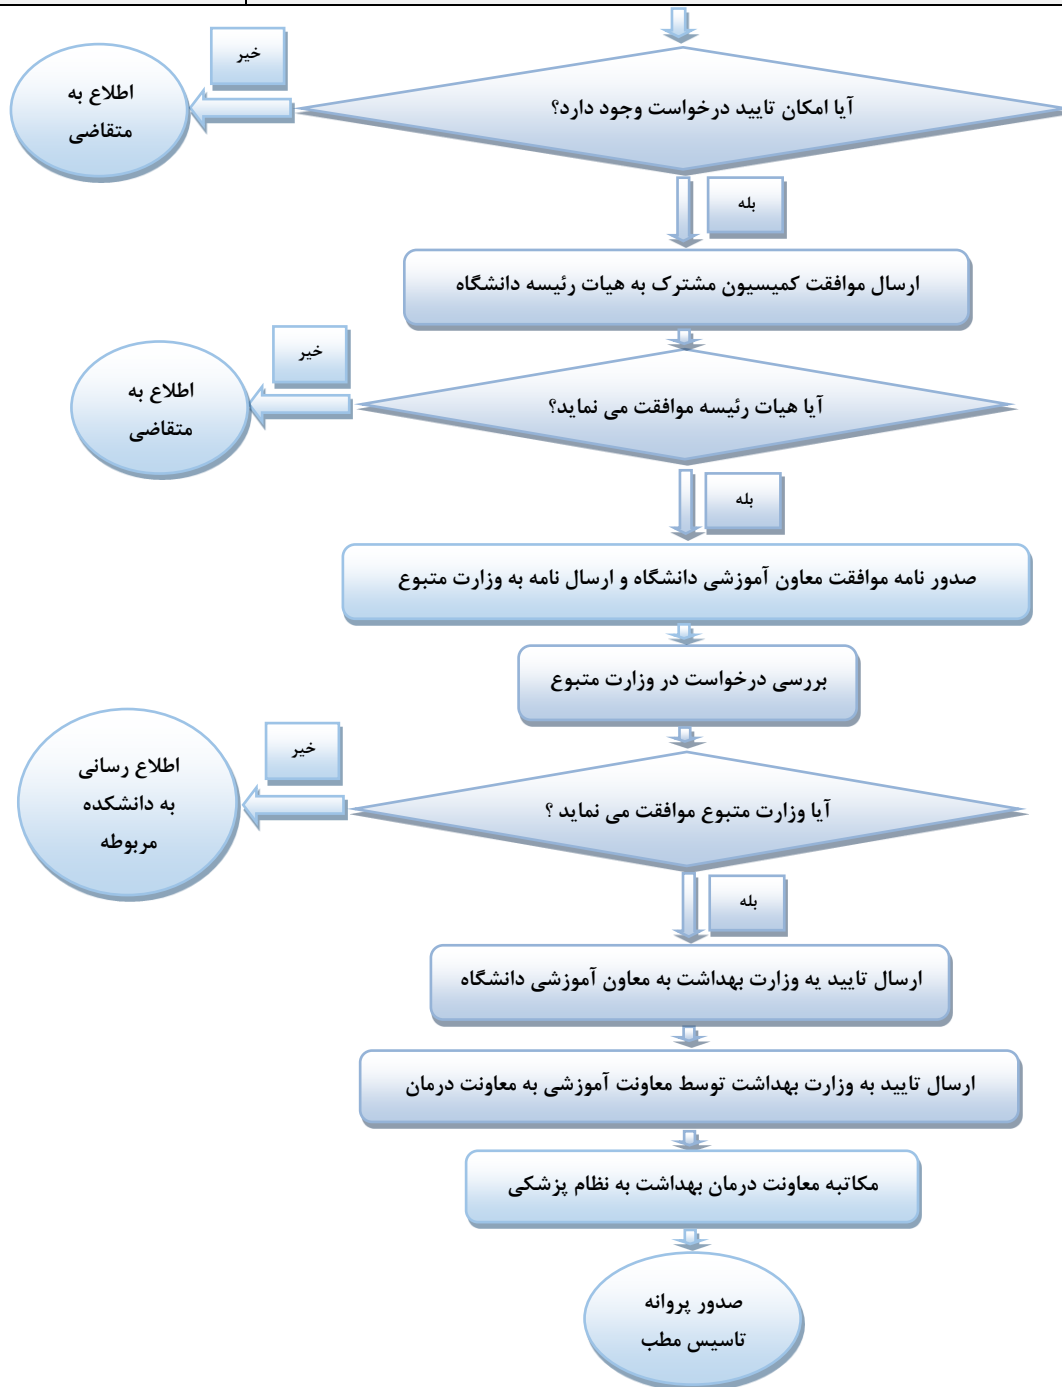 آیا امکان تایید درخواست وجود دارد؟
خیر
اطلاع به
متقاضی
بله
ارسال موافقت کمیسیون مشترک به هیات رئیسه دانشگاه
آیا هیات رئیسه موافقت می نماید؟
خیر
اطلاع به
متقاضی
بله
صدور نامه موافقت معاون آموزشی دانشگاه و ارسال نامه به وزارت متبوع
بررسی درخواست در وزارت متبوع
آیا وزارت متبوع موافقت می نماید ؟
خیر
اطلاع رسانی
به دانشکده
مربوطه
بله
ارسال تایید یه وزارت بهداشت به معاون آموزشی دانشگاه
ارسال تایید به وزارت بهداشت توسط معاونت آموزشی به معاونت درمان
مکاتبه معاونت درمان بهداشت به نظام پزشکی
صدور پروانه
تاسیس مطب